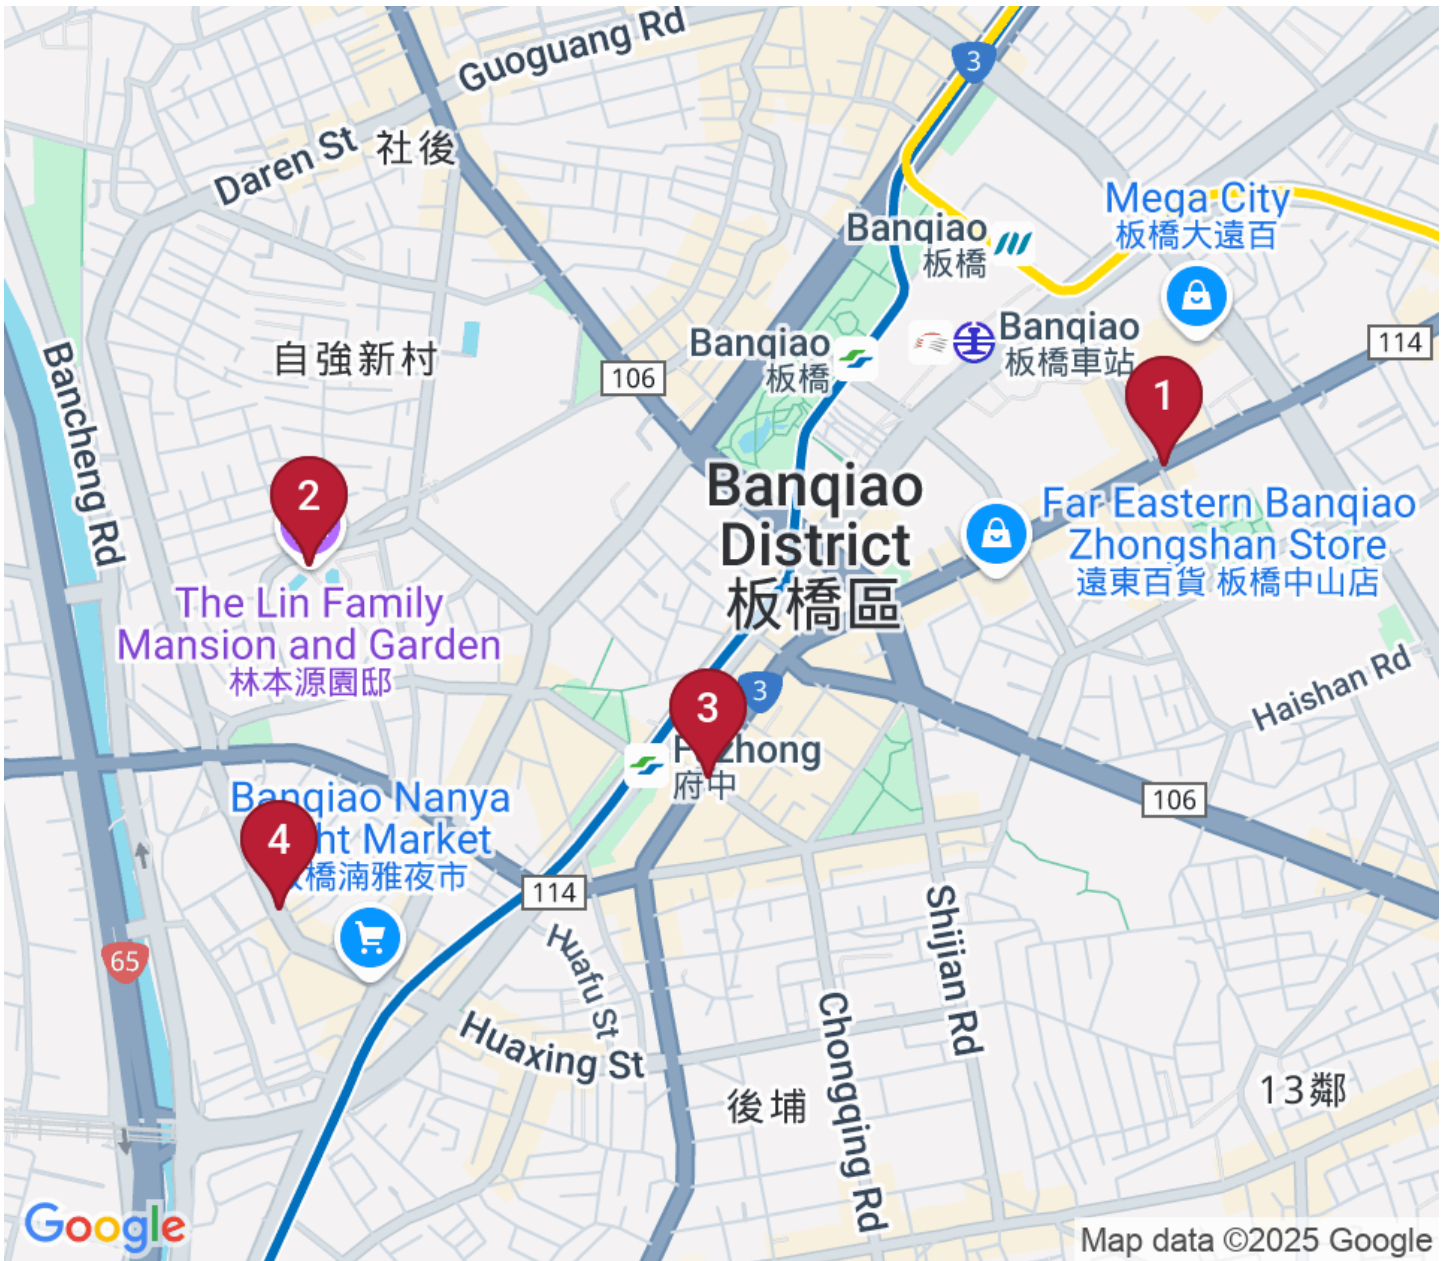 Guoguang Rd
3
社後
Daren St
Mega City
板橋大遠百
Banqiao
板橋
Banqiao
板橋車站
114
Banqiao
板橋
自強新村
106
1
Bancheng Rd
2
Banqiao
District
板橋區
Far Eastern Banqiao
Zhongshan Store
遠東百貨 板橋中山店
The Lin Family
Mansion and Garden
林本源園邸
3
3
Haishan Rd
府中
106
Banqiao Nanya
Market
橋湳雅夜市
4
114
65
Huafu St
Shijian Rd
Huaxing St
Chongqing Rd
後埔
13鄰
Google
Map data ©2025 Google